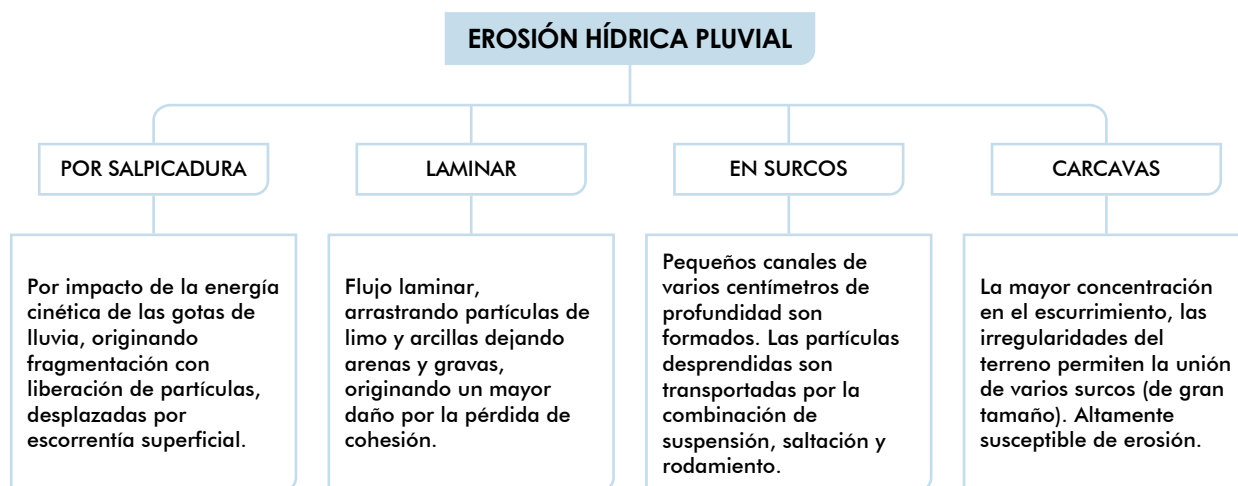 EROSIÓN HÍDRICA PLUVIAL
POR SALPICADURA
Por impacto de la energía
cinética de las gotas de
lluvia, originando
fragmentación con
liberación de partículas,
desplazadas por
escorrentía superficial.
LAMINAR
Flujo laminar,
arrastrando partículas de
limo y arcillas dejando
arenas y gravas,
originando un mayor
daño por la pérdida de
cohesión.
EN SURCOS
Pequeños canales de
varios centímetros de
profundidad son
formados. Las partículas
desprendidas son
transportadas por la
combinación de
suspensión, saltación y
rodamiento.
CARCAVAS
La mayor concentración
en el escurrimiento, las
irregularidades del
terreno permiten la unión
de varios surcos (de gran
tamaño). Altamente
susceptible de erosión.